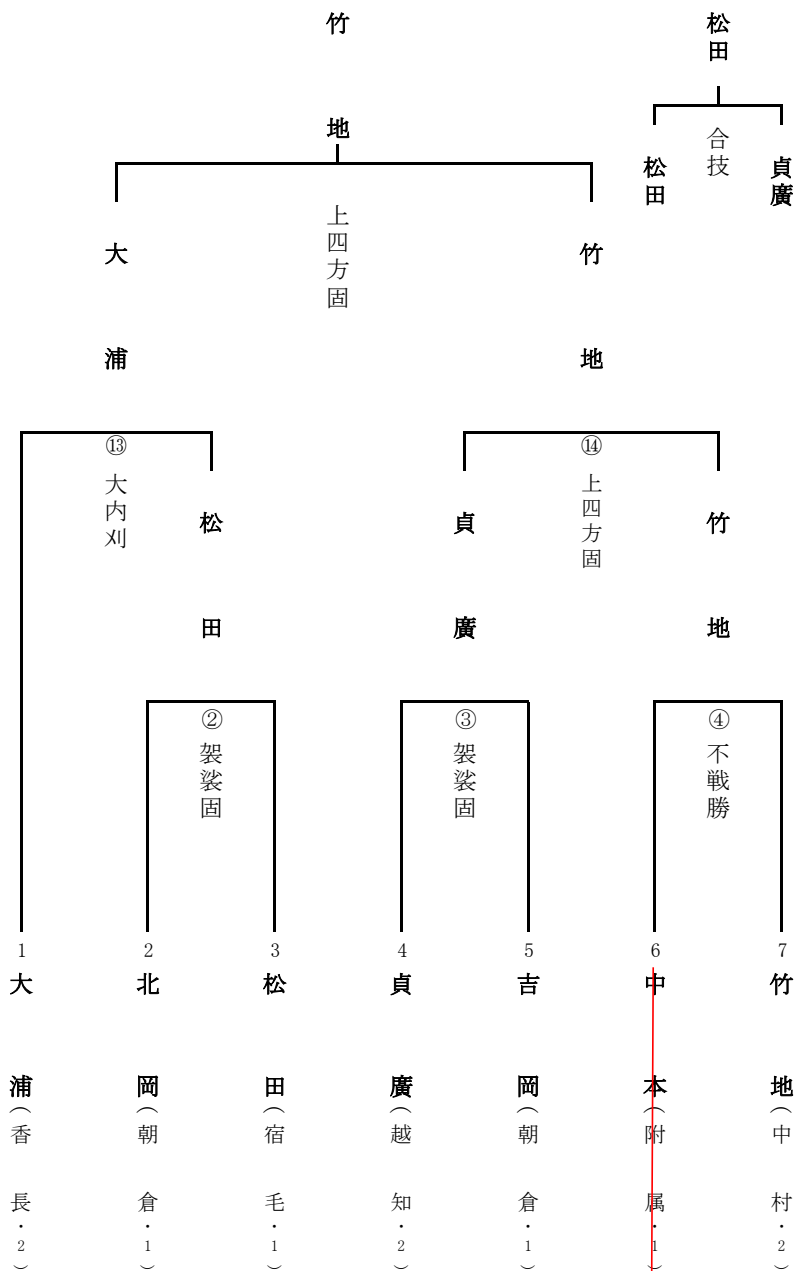 竹地
松田
合技
松田
貞廣
上四方固
大浦
竹地
⑬
大内刈
⑭
上四方固
松田
貞廣
竹地
②
袈裟固
③
袈裟固
④
不戦勝
1
大浦(香長・2)
2
北岡(朝倉・1)
3
松田(宿毛・1)
4
貞廣(越知・2)
5
吉岡(朝倉・1)
6
中本(附属・1)
7
竹地(中村・2)